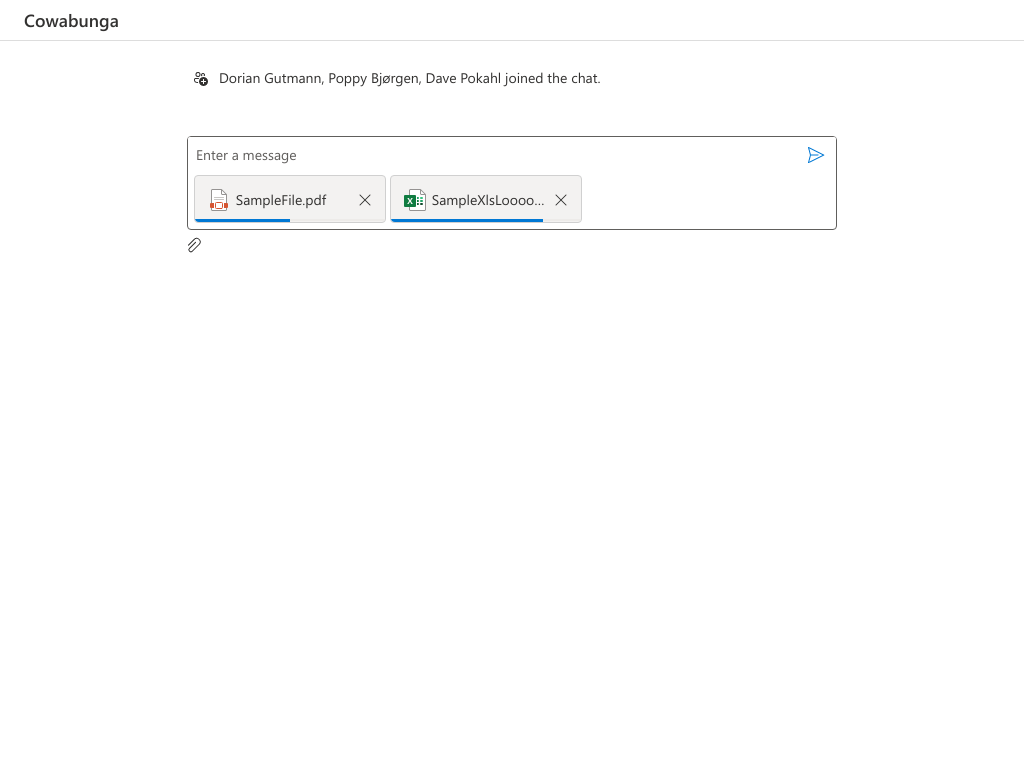 Cowabunga
Dorian Gutmann, Poppy Bjørgen, Dave Pokahl joined the chat.
Enter a message
SampleFile.pdf
SampleXlsLoooo...